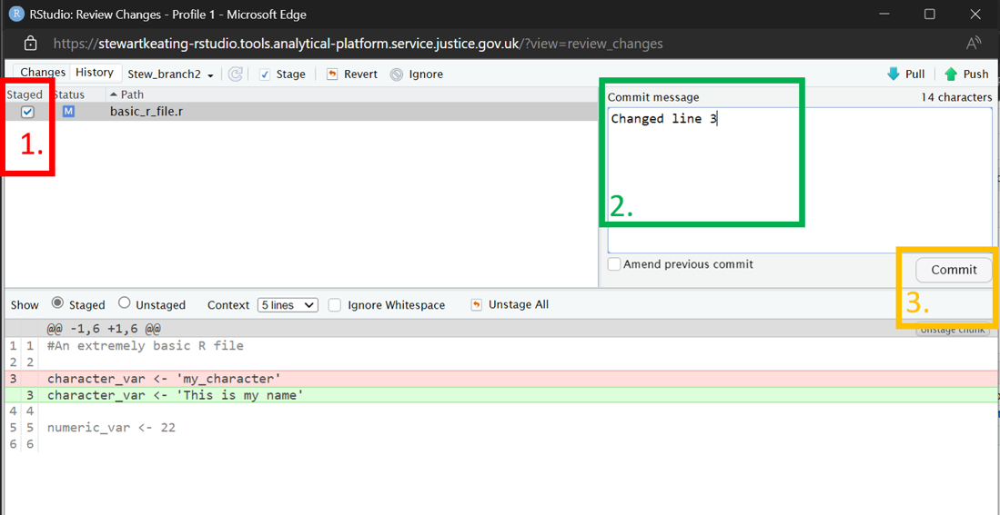 R RStudio: Review Changes - Profile 1 - Microsoft Edge
https://stewartkeating-rstudio.tools.analytical-platform.service.justice.gov.uk/?view=review_changes A
Changes History Stew_branch2 Stage Revert Ignore Pull Push
Staged Status Path
M basic_r_file.r
1.
Commit message 14 characters
Changed line 3
2.
Amend previous commit
Commit
3.
Show Staged Unstaged Context 5 lines Ignore Whitespace Unstage All
@@ -1,6 +1,6 @@ Unstage chunk
1 1 #An extremely basic R file
2 2
3 character_var <- 'my_character'
3 character_var <- 'This is my name'
4 4
5 5 numeric_var <- 22
6 6